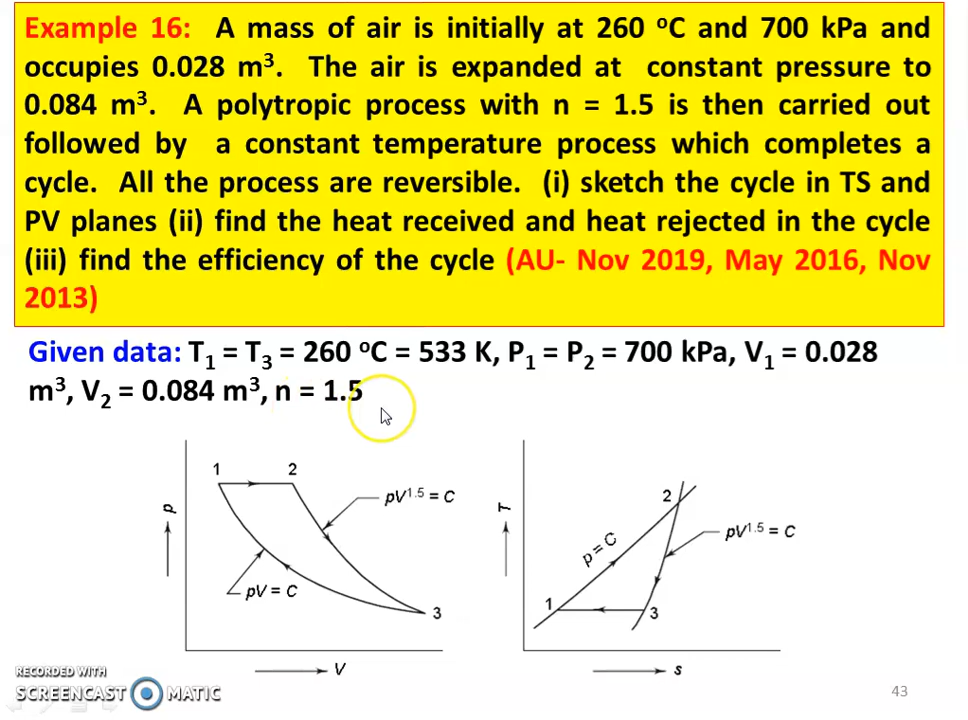 Example 16: A mass of air is initially at 260 ºC and 700 kPa and
occupies 0.028 m³. The air is expanded at constant pressure to
0.084 m³. A polytropic process with n = 1.5 is then carried out
followed by a constant temperature process which completes a
cycle. All the process are reversible. (i) sketch the cycle in TS and
PV planes (ii) find the heat received and heat rejected in the cycle
(iii) find the efficiency of the cycle (AU- Nov 2019, May 2016, Nov
2013)
Given data: T₁ = T₃ = 260 ºC = 533 K, P₁ = P₂ = 700 kPa, V₁ = 0.028
m³, V₂ = 0.084 m³, n = 1.5
1
2
pV¹·⁵ = C
p
pV = C
3
V
T
2
pV¹·⁵ = C
p = C
1
3
s
RECORDED WITH
SCREENCAST MATIC
43